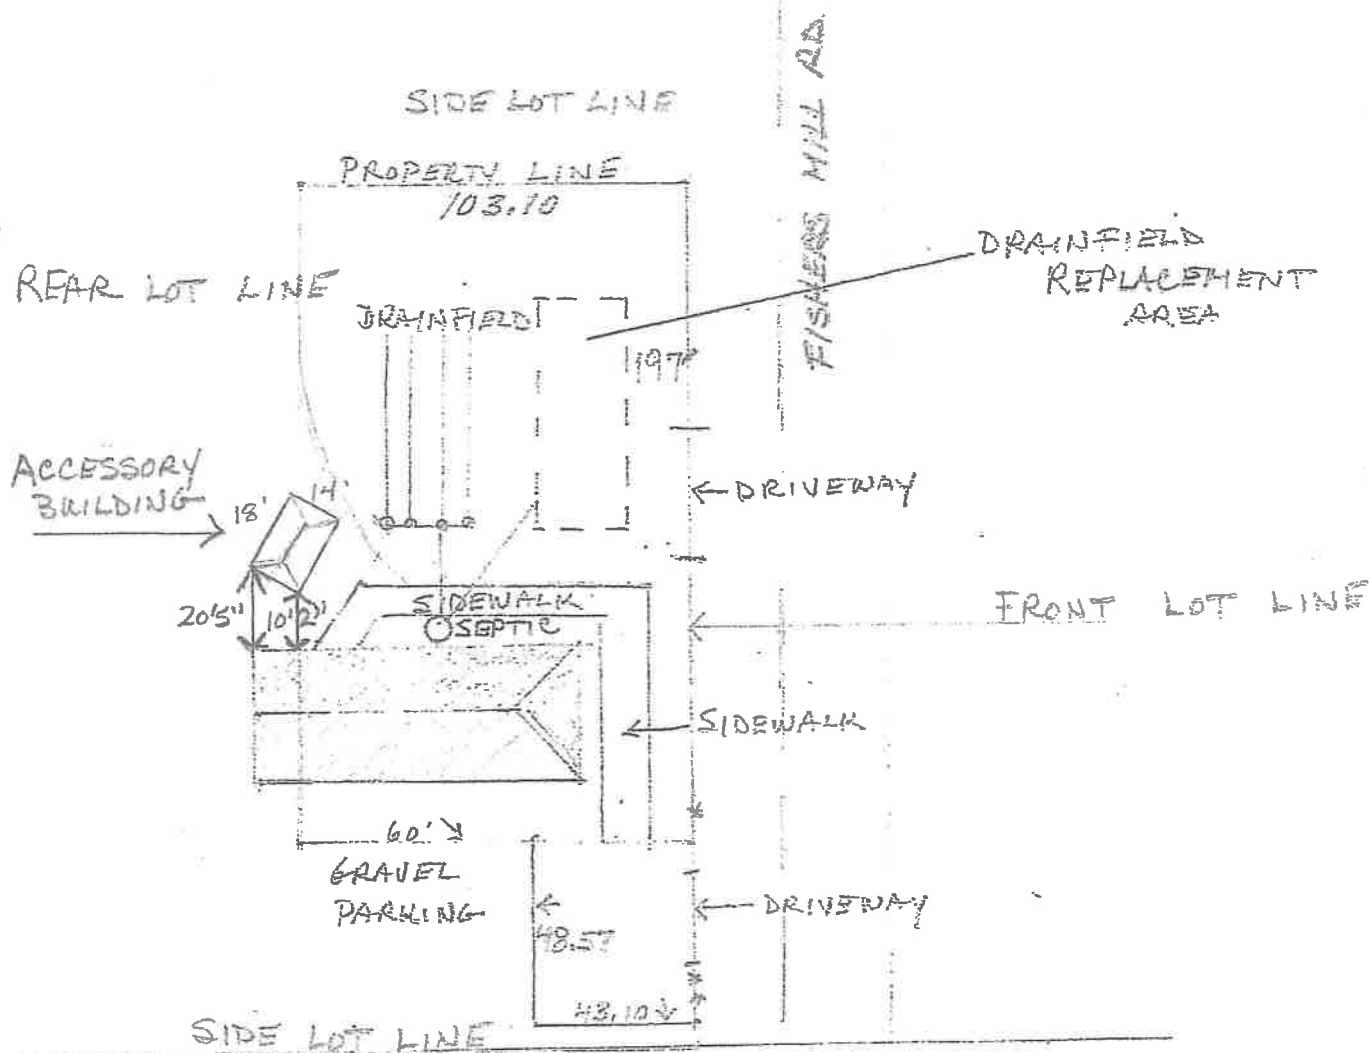 FISHERS MILL RD.
SIDE LOT LINE
PROPERTY LINE
103.10
DRAINFIELD
REPLACEMENT
AREA
REAR LOT LINE
DRAINFIELD
197'
ACCESSORY
BUILDING
18'
14'
DRIVEWAY
20'5"
10'2"
SIDEWALK
SEPTIC
FRONT LOT LINE
SIDEWALK
60'
GRAVEL
PARKING
DRIVEWAY
48.57
43.10
SIDE LOT LINE